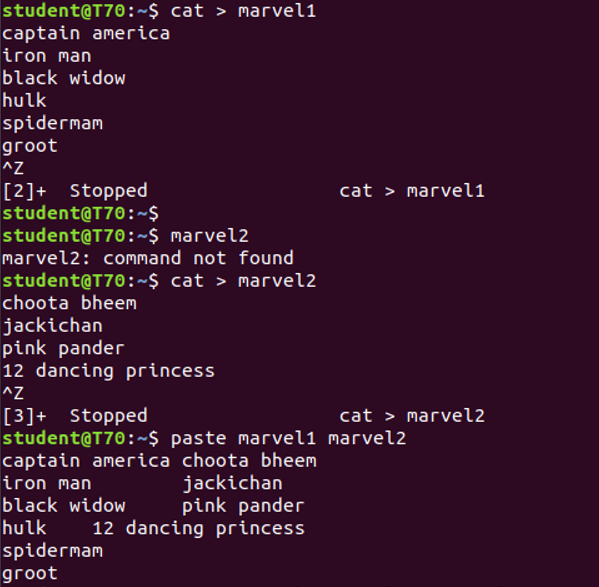 student@T70:~$ cat > marvel1
captain america
iron man
black widow
hulk
spidermam
groot
^Z
[2]+  Stopped                 cat > marvel1
student@T70:~$
student@T70:~$ marvel2
marvel2: command not found
student@T70:~$ cat > marvel2
choota bheem
jackichan
pink pander
12 dancing princess
^Z
[3]+  Stopped                 cat > marvel2
student@T70:~$ paste marvel1 marvel2
captain america choota bheem
iron man        jackichan
black widow     pink pander
hulk    12 dancing princess
spidermam
groot